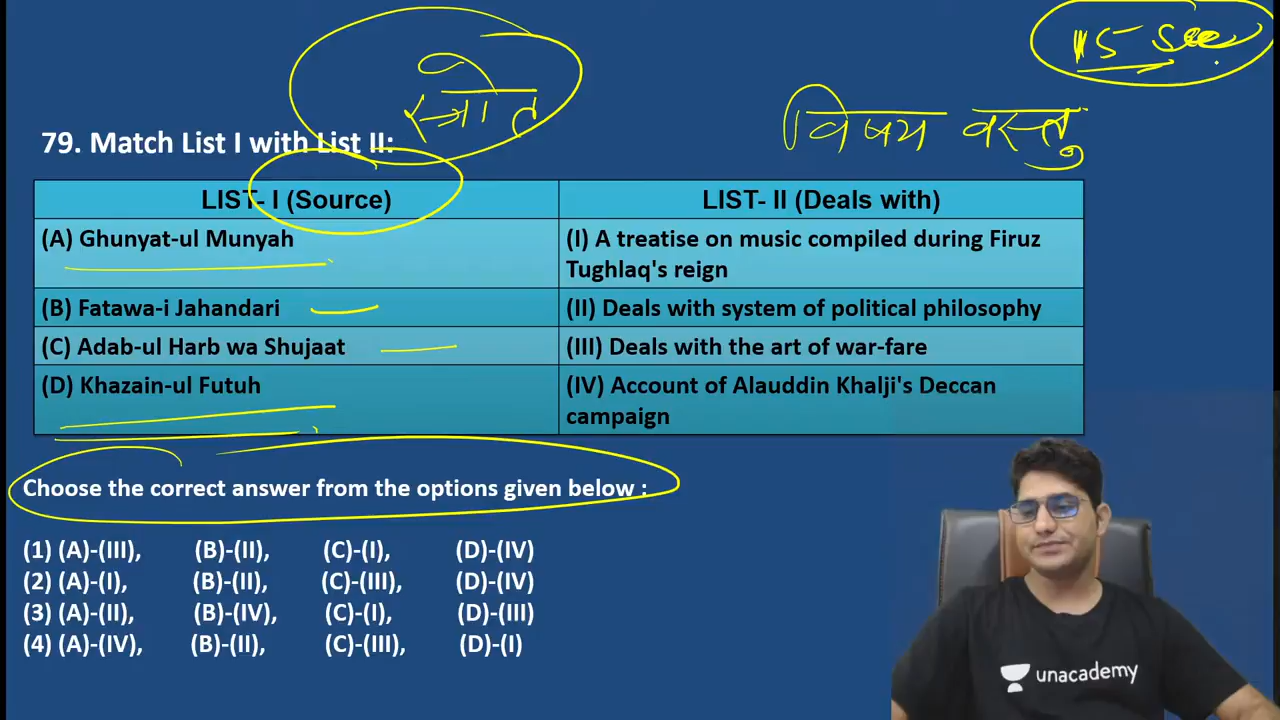 15 sec
स्त्रोत
विषय वस्तु
79. Match List I with List II:
LIST- I (Source)
LIST- II (Deals with)
(A) Ghunyat-ul Munyah
(I) A treatise on music compiled during Firuz
Tughlaq's reign
(B) Fatawa-i Jahandari
(II) Deals with system of political philosophy
(C) Adab-ul Harb wa Shujaat
(III) Deals with the art of war-fare
(D) Khazain-ul Futuh
(IV) Account of Alauddin Khalji's Deccan
campaign
Choose the correct answer from the options given below :
(1) (A)-(III), (B)-(II), (C)-(I), (D)-(IV)
(2) (A)-(I), (B)-(II), (C)-(III), (D)-(IV)
(3) (A)-(II), (B)-(IV), (C)-(I), (D)-(III)
(4) (A)-(IV), (B)-(II), (C)-(III), (D)-(I)
unacademy